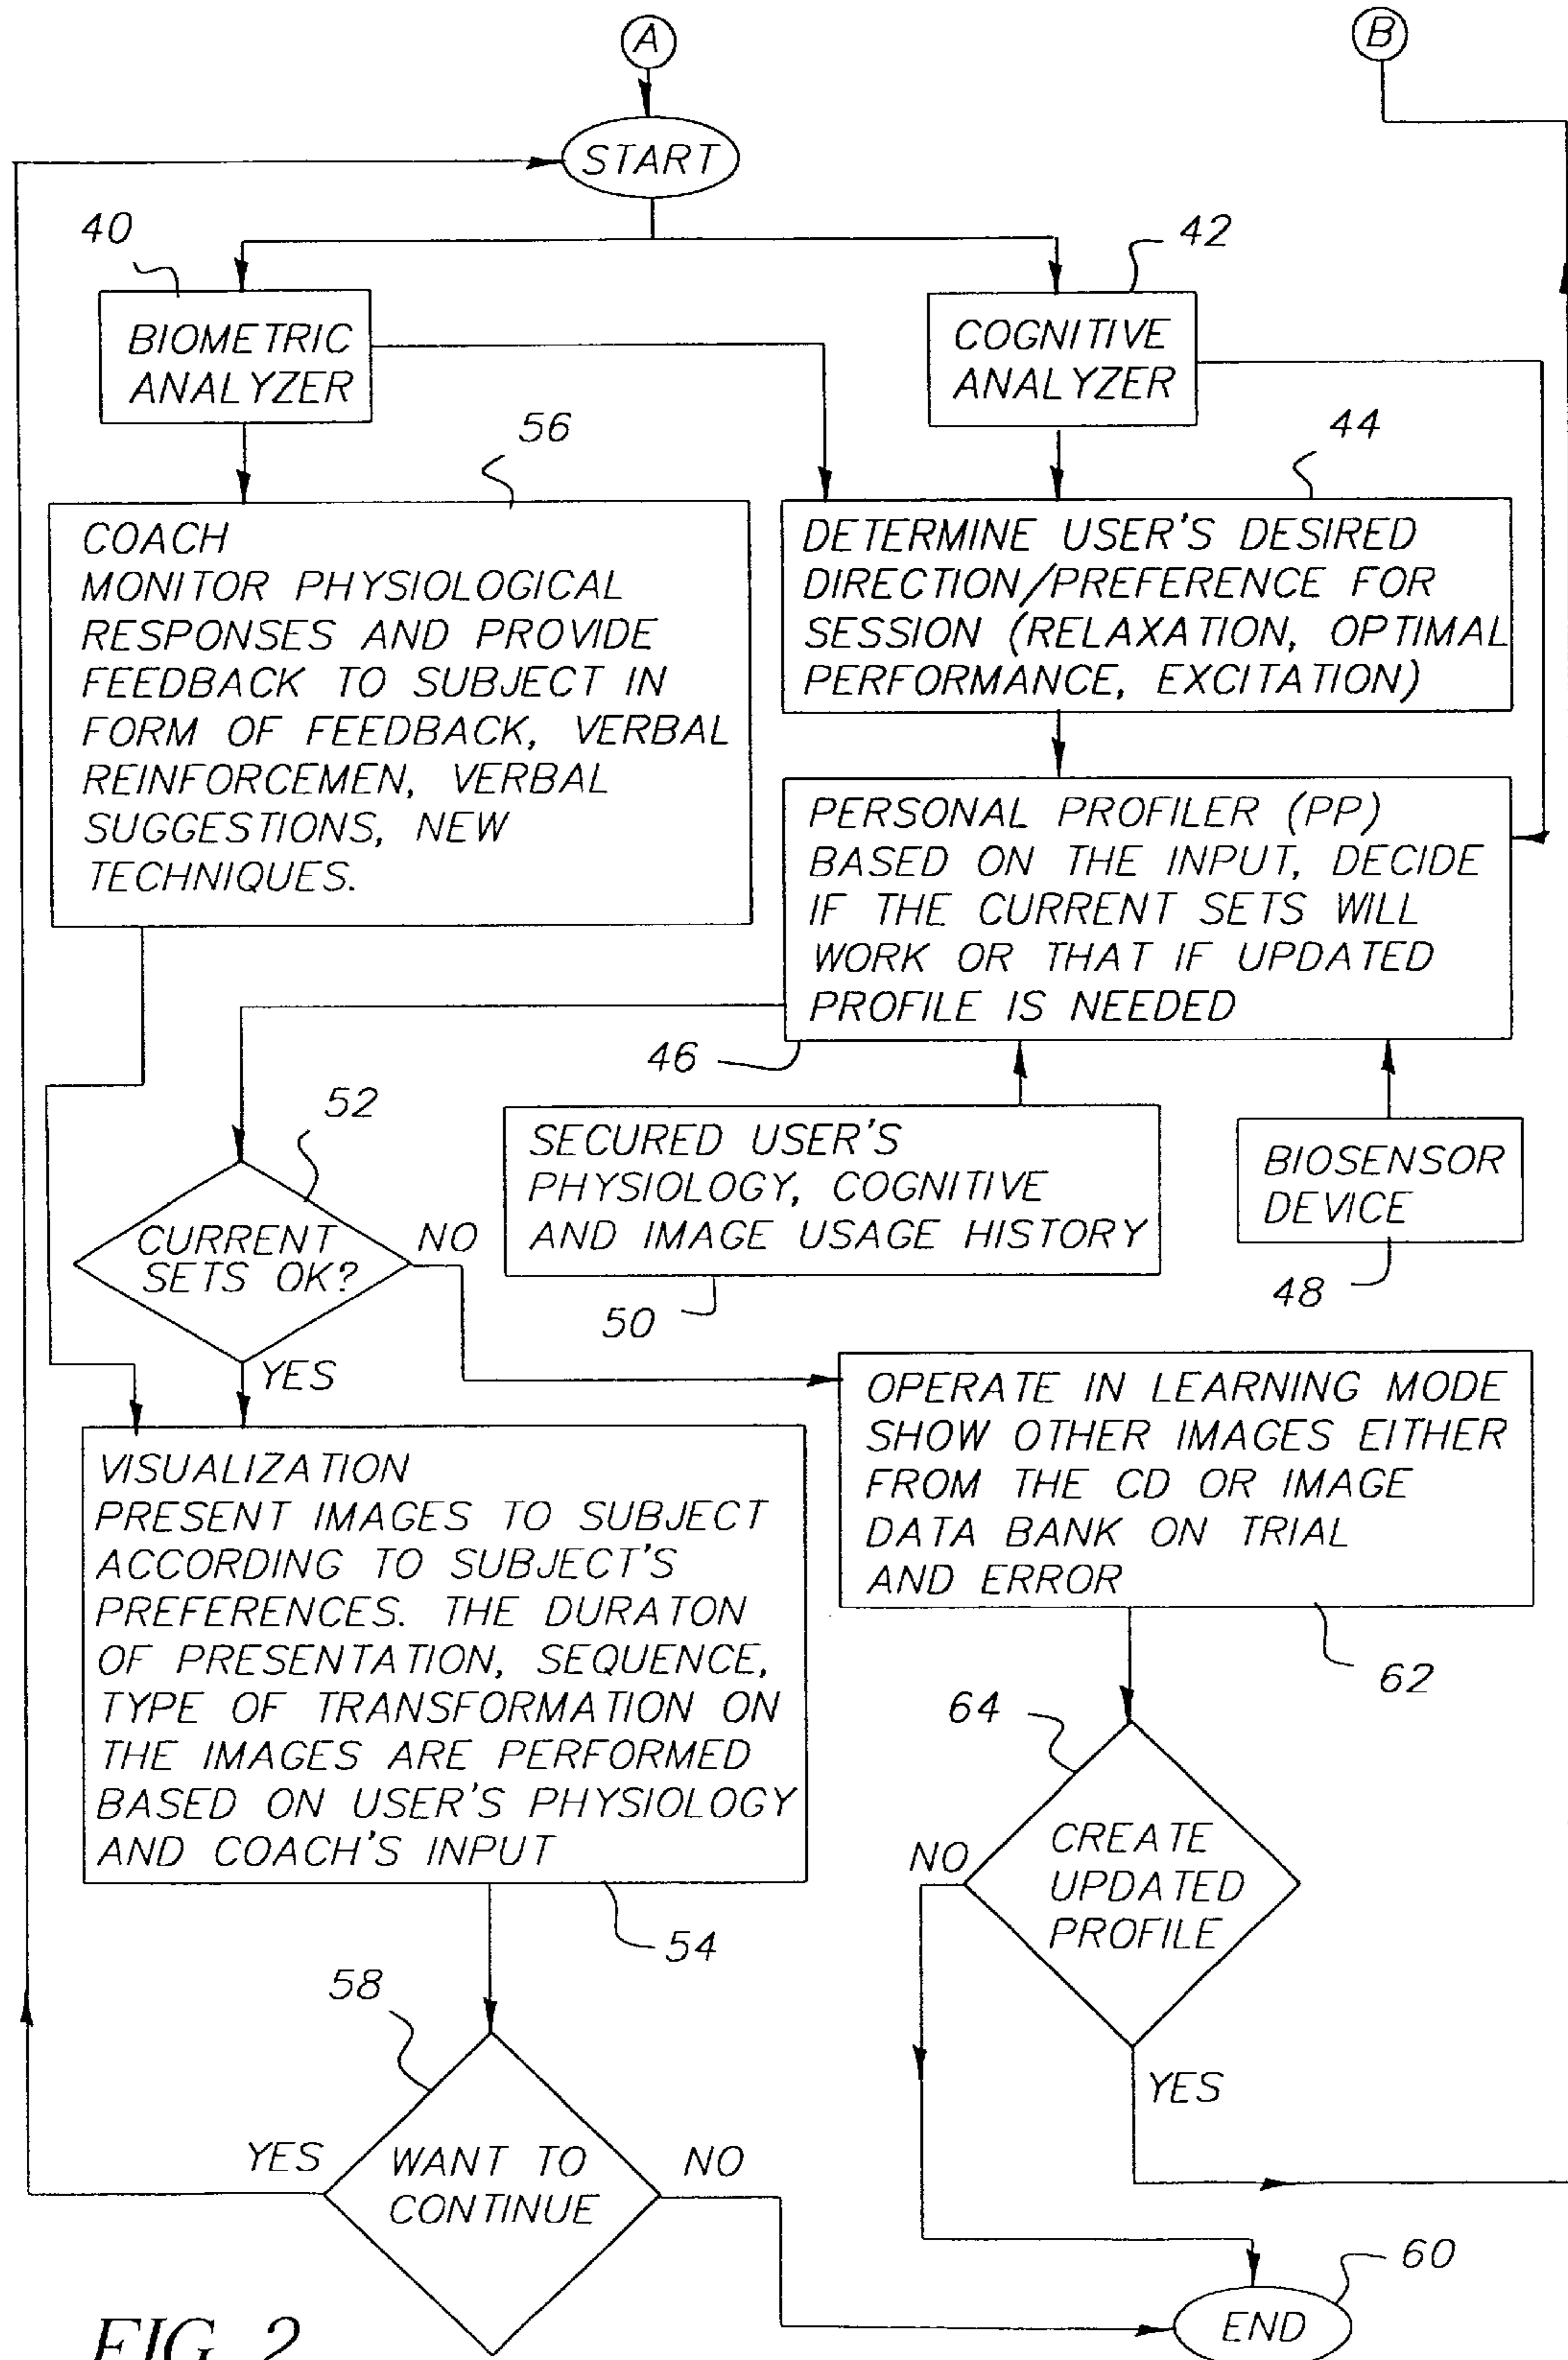 A
B
START
40
42
BIOMETRIC
ANALYZER
COGNITIVE
ANALYZER
56
44
COACH
MONITOR PHYSIOLOGICAL
RESPONSES AND PROVIDE
FEEDBACK TO SUBJECT IN
FORM OF FEEDBACK, VERBAL
REINFORCEMEN, VERBAL
SUGGESTIONS, NEW
TECHNIQUES.
DETERMINE USER'S DESIRED
DIRECTION/PREFERENCE FOR
SESSION (RELAXATION, OPTIMAL
PERFORMANCE, EXCITATION)
PERSONAL PROFILER (PP)
BASED ON THE INPUT, DECIDE
IF THE CURRENT SETS WILL
WORK OR THAT IF UPDATED
PROFILE IS NEEDED
46
52
SECURED USER'S
PHYSIOLOGY, COGNITIVE
AND IMAGE USAGE HISTORY
50
BIOSENSOR
DEVICE
48
CURRENT
SETS OK?
NO
YES
OPERATE IN LEARNING MODE
SHOW OTHER IMAGES EITHER
FROM THE CD OR IMAGE
DATA BANK ON TRIAL
AND ERROR
62
VISUALIZATION
PRESENT IMAGES TO SUBJECT
ACCORDING TO SUBJECT'S
PREFERENCES. THE DURATON
OF PRESENTATION, SEQUENCE,
TYPE OF TRANSFORMATION ON
THE IMAGES ARE PERFORMED
BASED ON USER'S PHYSIOLOGY
AND COACH'S INPUT
54
64
CREATE
UPDATED
PROFILE
NO
YES
58
WANT TO
CONTINUE
YES
NO
60
END
FIG. 2